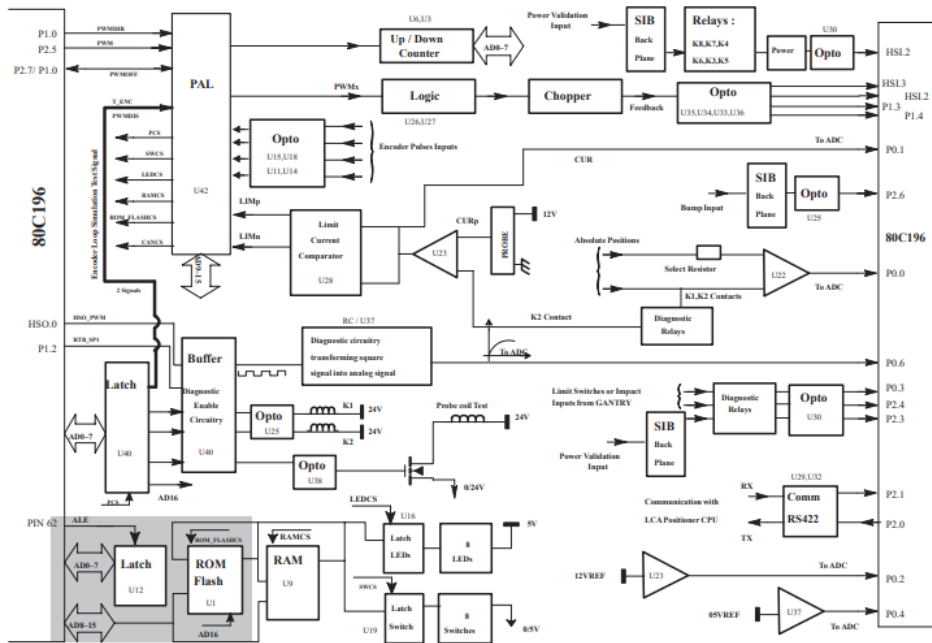 80C196
P1.0
PWMDIR
P2.5
PWM
P2.7/ P1.0
PWMOFF
T_ENC
PWMDIS
PCS
SWCS
LEDCS
RAMCS
ROM_FLASHCS
CANCS
Encoder Loop Simulation Test Signal
2 Signals
PAL
U42
AD9-15
U6,U3
Up / Down
Counter
AD0-7
PWMx
Logic
U26,U27
Chopper
Feedback
Opto
U35,U34,U33,U36
Power Validation
Input
SIB
Back
Plane
Relays :
K8,K7,K4
K6,K3,K5
Power
U30
Opto
80C196
HSI.2
HSI.3
HSI.2
P1.3
P1.4
Opto
U15,U18
U11,U14
Encoder Pulses Inputs
LIMp
LIMn
Limit
Current
Comparator
U28
CUR
To ADC
P0.1
CURp
U23
PROBE
12V
Bump Input
SIB
Back
Plane
Opto
U25
P2.6
Absolute Positions
Select Resistor
U22
To ADC
P0.0
K1,K2 Contacts
Diagnostic
Relays
K2 Contact
HSO.0
HSO_PWM
P1.2
RTB_SP1
Buffer
Diagnostic
Enable
Circuitry
U40
RC / U37
Diagnostic circuitry
transforming square
signal into analog signal
To ADC
P0.6
Latch
U40
AD0-7
PCS
AD16
Opto
U25
K1
24V
K2
24V
Opto
U38
Probe coil Test
24V
0/24V
Limit Switches or Impact
Inputs from GANTRY
Diagnostic
Relays
Opto
U30
P0.3
P2.4
P2.3
SIB
Back
Plane
Power Validation
Input
U29,U32
Comm
RS422
RX
TX
Communication with
LCA Positioner CPU
P2.1
P2.0
PIN 62
ALE
AD0-7
Latch
U12
AD8-15
ROM_FLASHCS
ROM
Flash
U1
AD16
RAMCS
RAM
U9
LEDCS
U16
Latch
LEDs
8
LEDs
5V
SWCS
Latch
Switch
U19
8
Switches
0/5V
12VREF
U23
To ADC
P0.2
05VREF
U37
To ADC
P0.4